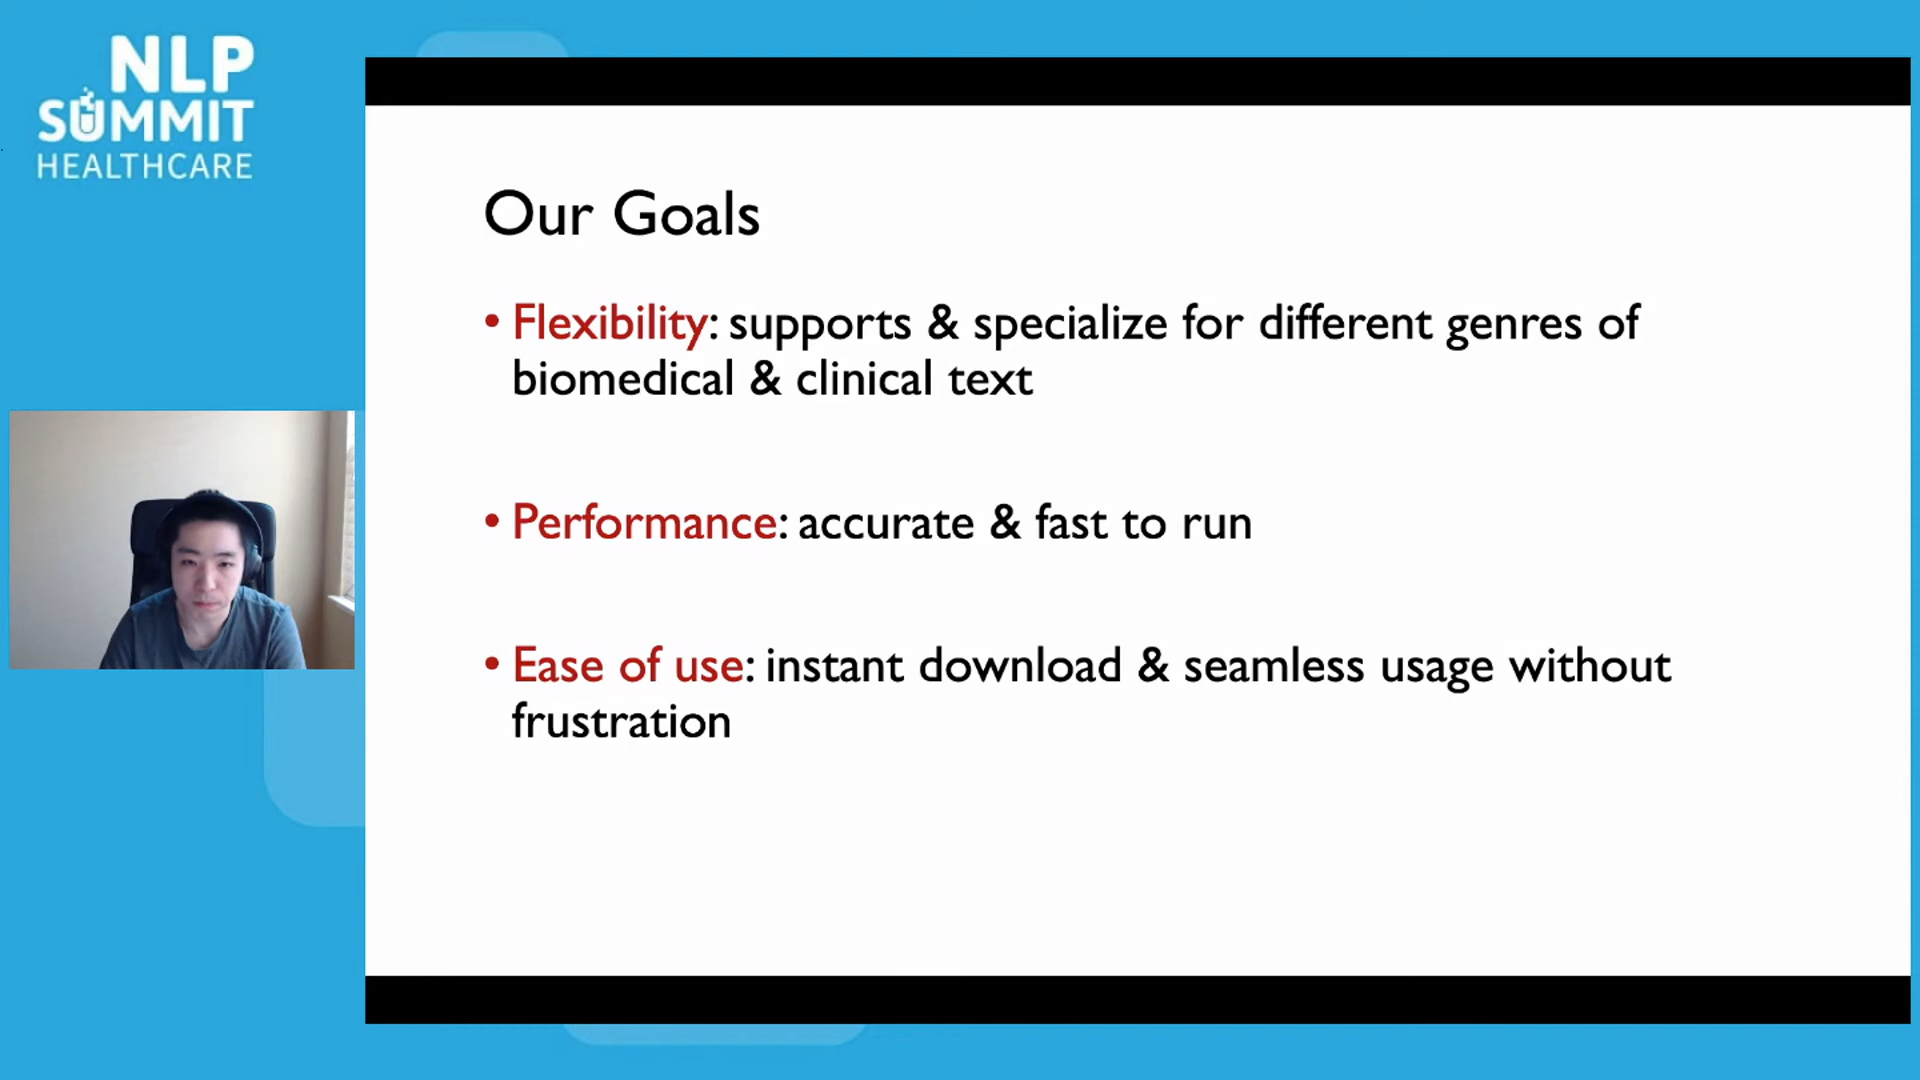 NLP
SUMMIT
HEALTHCARE
Our Goals
• Flexibility: supports & specialize for different genres of
biomedical & clinical text
• Performance: accurate & fast to run
• Ease of use: instant download & seamless usage without
frustration